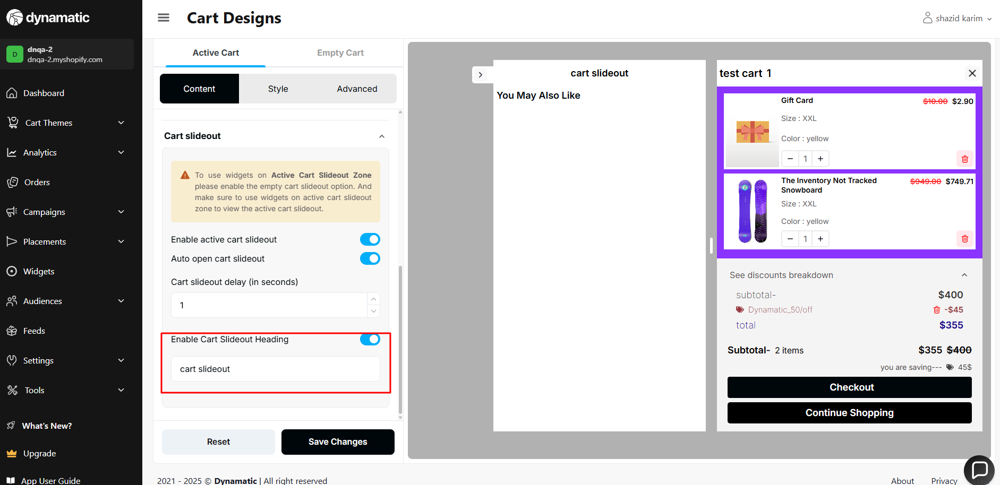 dynamatic
D
dnqa-2
dnqa-2.myshopify.com
Dashboard
Cart Themes
Analytics
Orders
Campaigns
Placements
Widgets
Audiences
Feeds
Settings
Tools
What's New?
Upgrade
App User Guide
Cart Designs
shazid karim
Active Cart
Empty Cart
Content
Style
Advanced
Cart slideout
To use widgets on Active Cart Slideout Zone
please enable the empty cart slideout option. And
make sure to use widgets on active cart slideout
zone to view the active cart slideout.
Enable active cart slideout
Auto open cart slideout
Cart slideout delay (in seconds)
1
Enable Cart Slideout Heading
cart slideout
Reset
Save Changes
cart slideout
You May Also Like
test cart 1
Gift Card
$10.00 $2.90
Size : XXL
Color : yellow
− 1 +
The Inventory Not Tracked
Snowboard
$949.00 $749.71
Size : XXL
Color : yellow
− 1 +
See discounts breakdown
subtotal- $400
Dynamatic_50/off -$45
total $355
Subtotal- 2 items $355 $400
you are saving--- 45$
Checkout
Continue Shopping
2021 - 2025 © Dynamatic | All right reserved
About
Privacy